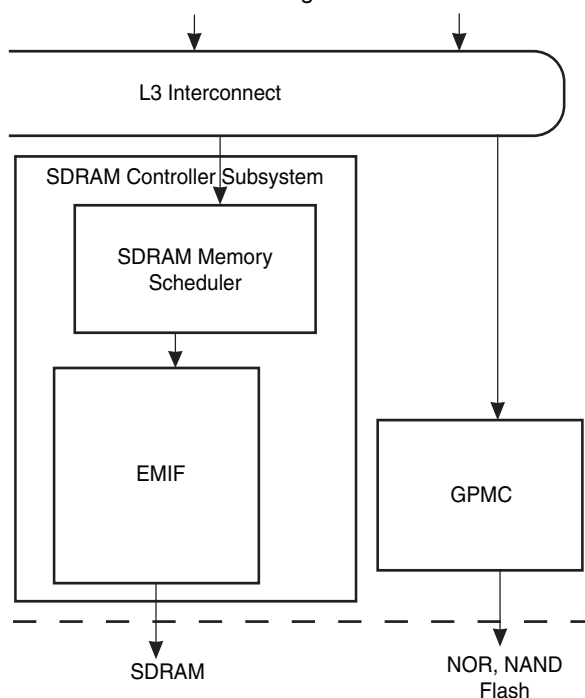 L3 Interconnect
SDRAM Controller Subsystem
SDRAM Memory
Scheduler
EMIF
GPMC
SDRAM
NOR, NAND
Flash